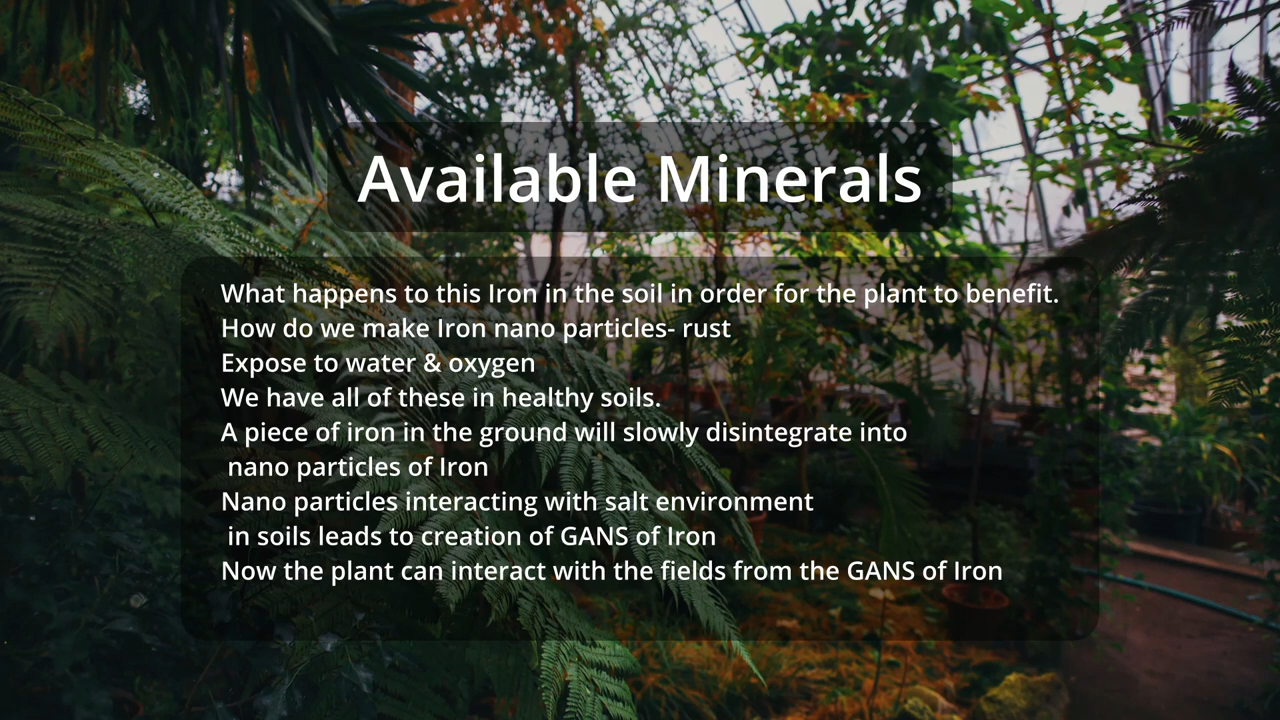 Available Minerals
What happens to this Iron in the soil in order for the plant to benefit.
How do we make Iron nano particles- rust
Expose to water & oxygen
We have all of these in healthy soils.
A piece of iron in the ground will slowly disintegrate into
nano particles of Iron
Nano particles interacting with salt environment
in soils leads to creation of GANS of Iron
Now the plant can interact with the fields from the GANS of Iron